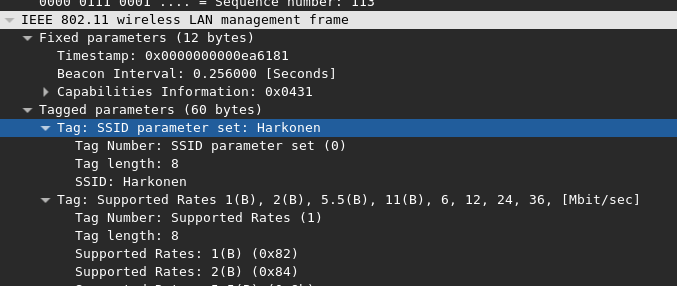 0000 0111 0001 .... = Sequence number: 113
IEEE 802.11 wireless LAN management frame
Fixed parameters (12 bytes)
Timestamp: 0x0000000000ea6181
Beacon Interval: 0.256000 [Seconds]
Capabilities Information: 0x0431
Tagged parameters (60 bytes)
Tag: SSID parameter set: Harkonen
Tag Number: SSID parameter set (0)
Tag length: 8
SSID: Harkonen
Tag: Supported Rates 1(B), 2(B), 5.5(B), 11(B), 6, 12, 24, 36, [Mbit/sec]
Tag Number: Supported Rates (1)
Tag length: 8
Supported Rates: 1(B) (0x82)
Supported Rates: 2(B) (0x84)